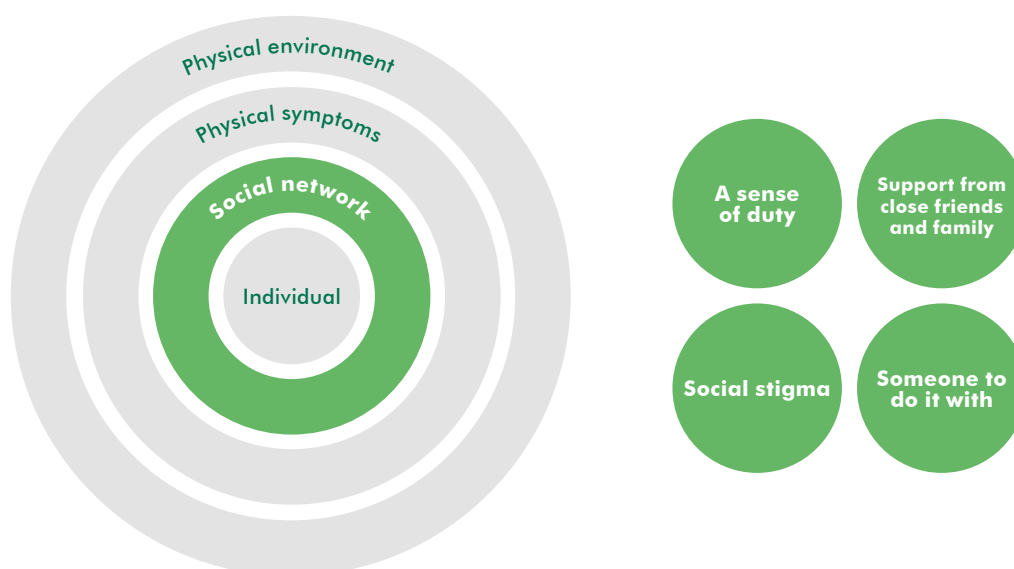 Physical environment
Physical symptoms
Social network
Individual
A sense
of duty
Support from
close friends
and family
Social stigma
Someone to
do it with